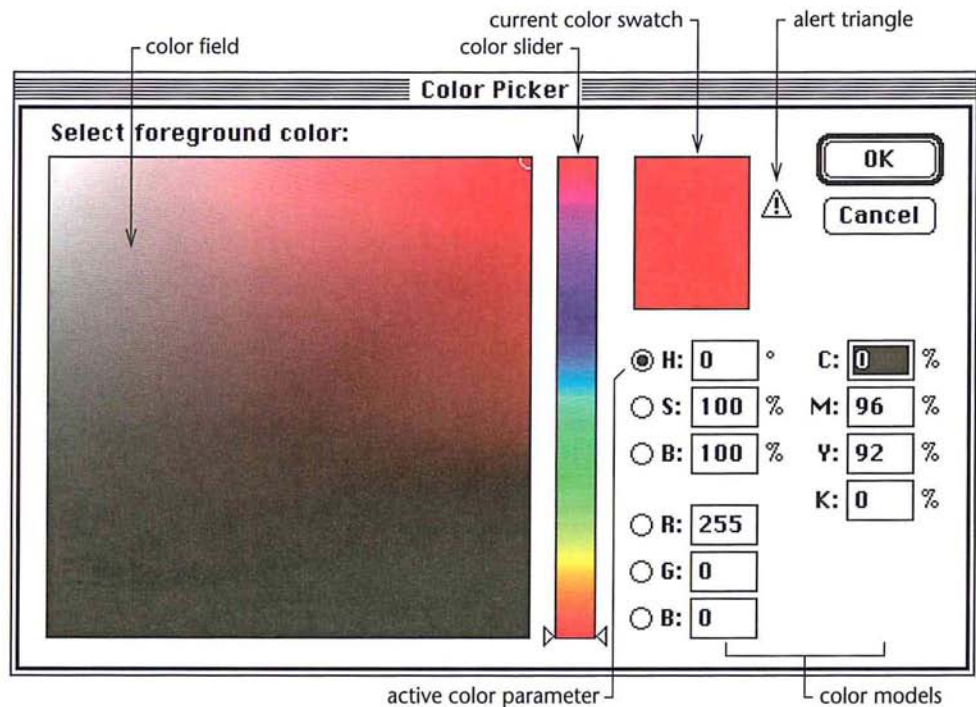 current color swatch
alert triangle
color field
color slider
Color Picker
Select foreground color:
OK
Cancel
H: 0 °
C: 0 %
S: 100 %
M: 96 %
B: 100 %
Y: 92 %
K: 0 %
R: 255
G: 0
B: 0
active color parameter
color models